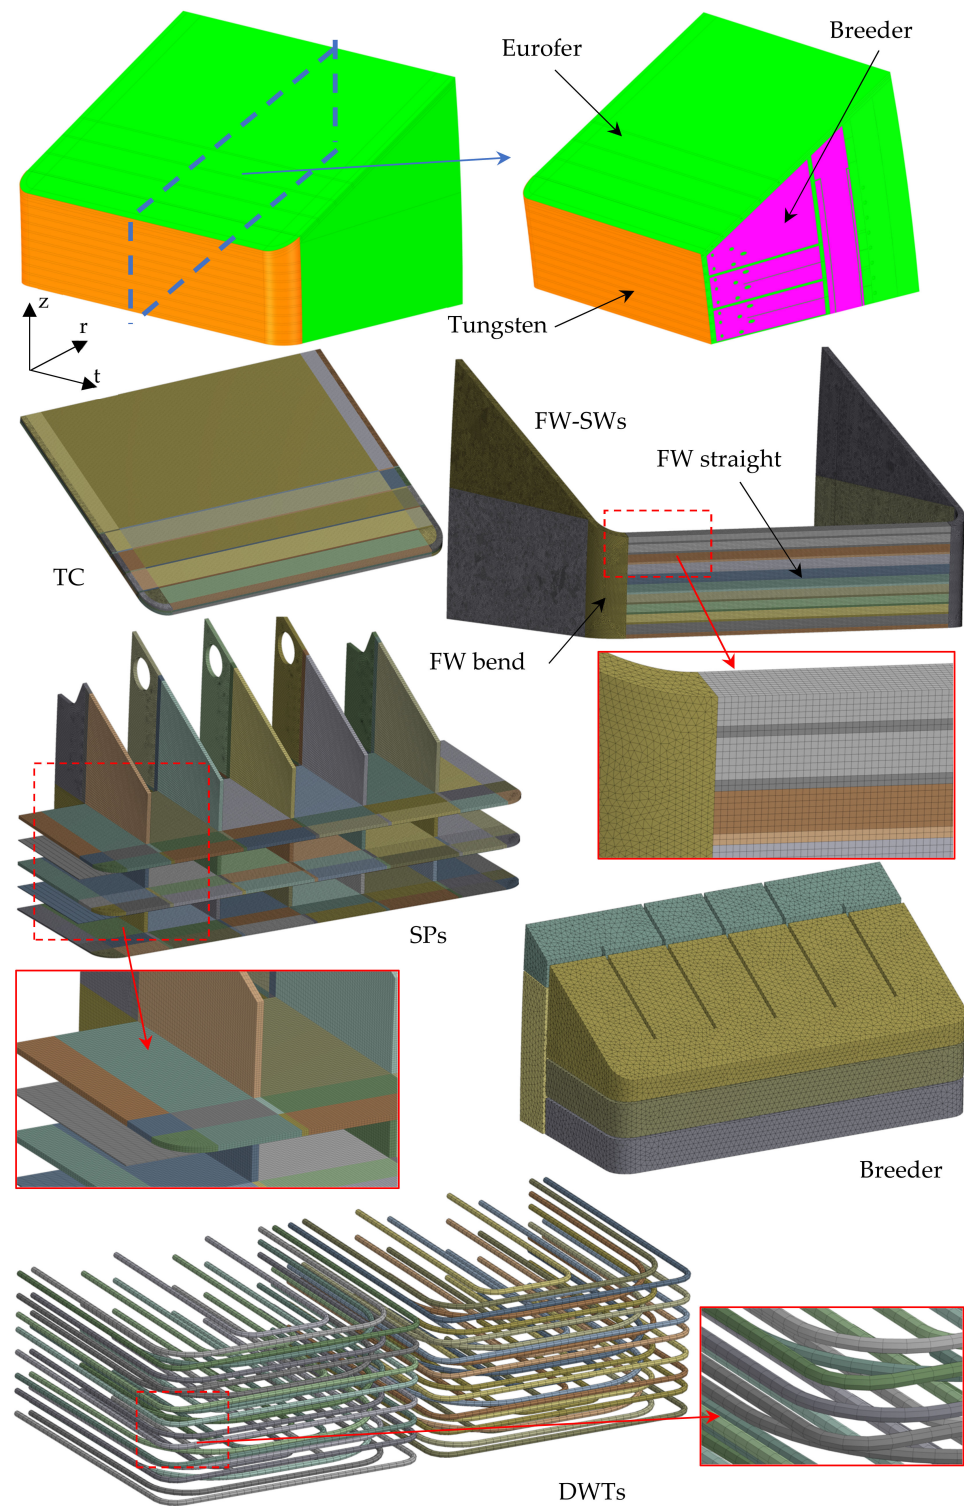 Breeder
Eurofer
z
r
t
Tungsten
FW-SWs
FW straight
TC
FW bend
SPs
Breeder
DWTs